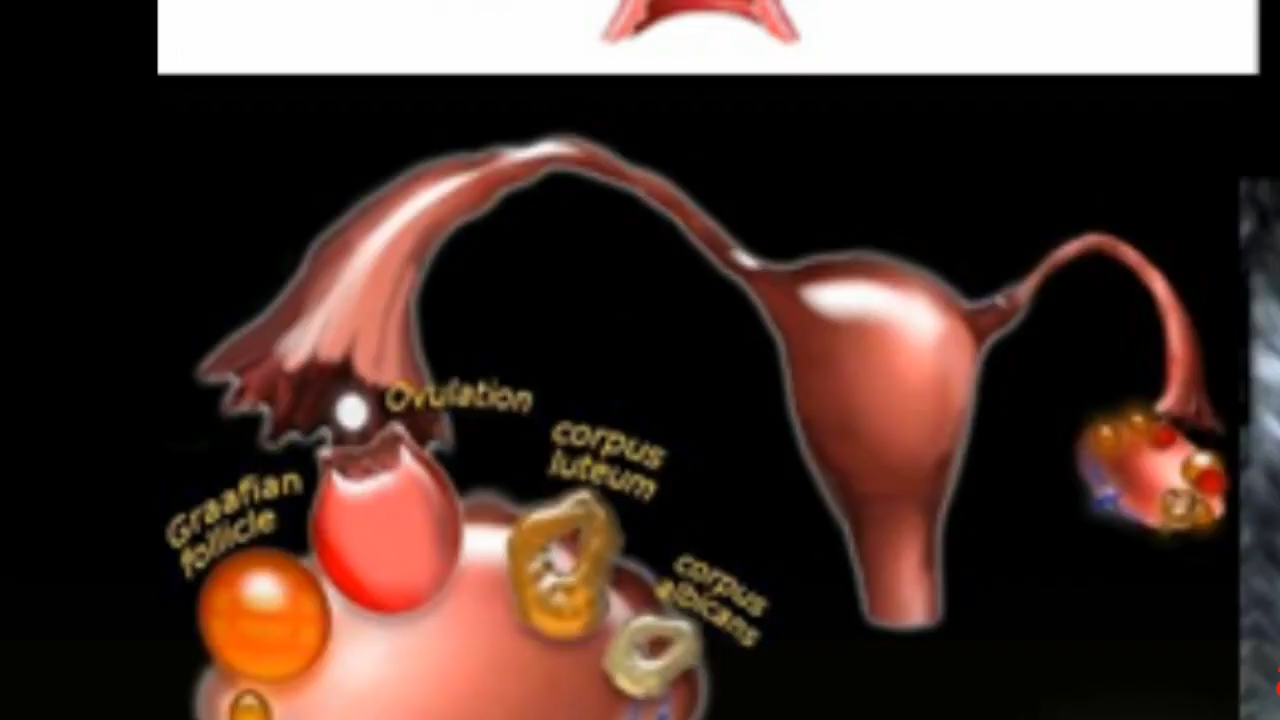 Ovulation
corpus
luteum
Graafian
follicle
corpus
albicans